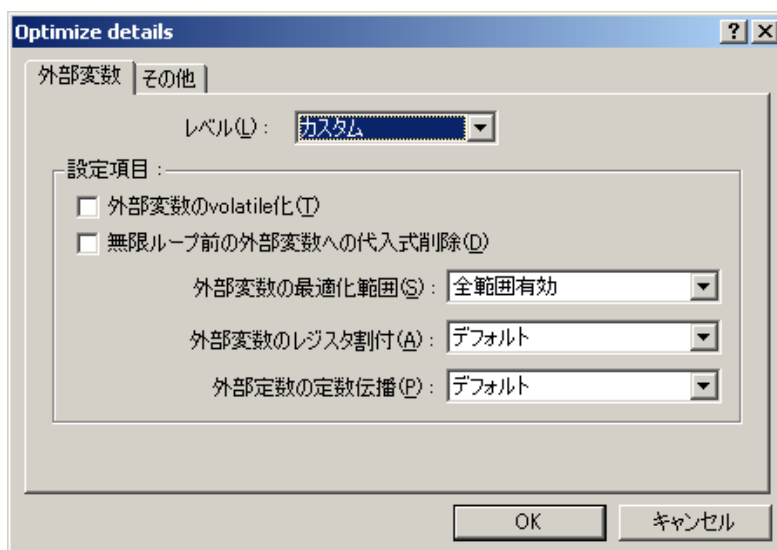 Optimize details
外部変数 その他
レベル(L)： カスタム
設定項目：
外部変数のvolatile化(T)
無限ループ前の外部変数への代入式削除(D)
外部変数の最適化範囲(S)： 全範囲有効
外部変数のレジスタ割付(A)： デフォルト
外部定数の定数伝播(P)： デフォルト
OK キャンセル